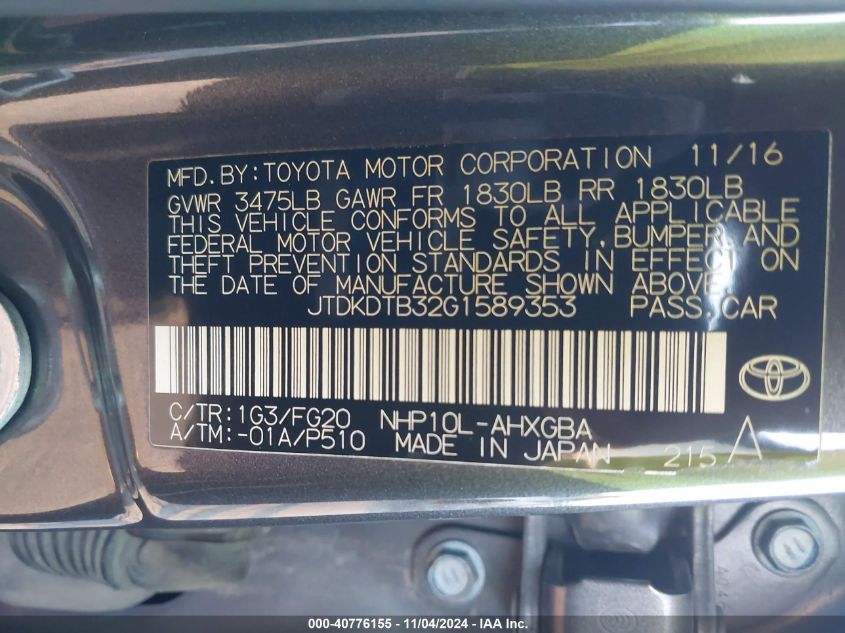 MFD.BY:TOYOTA MOTOR CORPORATION 11/16
GVWR 3475LB GAWR FR 1830LB RR 1830LB
THIS VEHICLE CONFORMS TO ALL APPLICABLE
FEDERAL MOTOR VEHICLE SAFETY,BUMPER,AND
THEFT PREVENTION STANDARDS IN EFFECT ON
THE DATE OF MANUFACTURE SHOWN ABOVE.
JTDKDTB32G1589353 PASS.CAR
C/TR:1G3/FG20 NHP10L-AHXGBA
A/TM:-01A/P510 MADE IN JAPAN 215 A
000-40776155 - 11/04/2024 - IAA Inc.